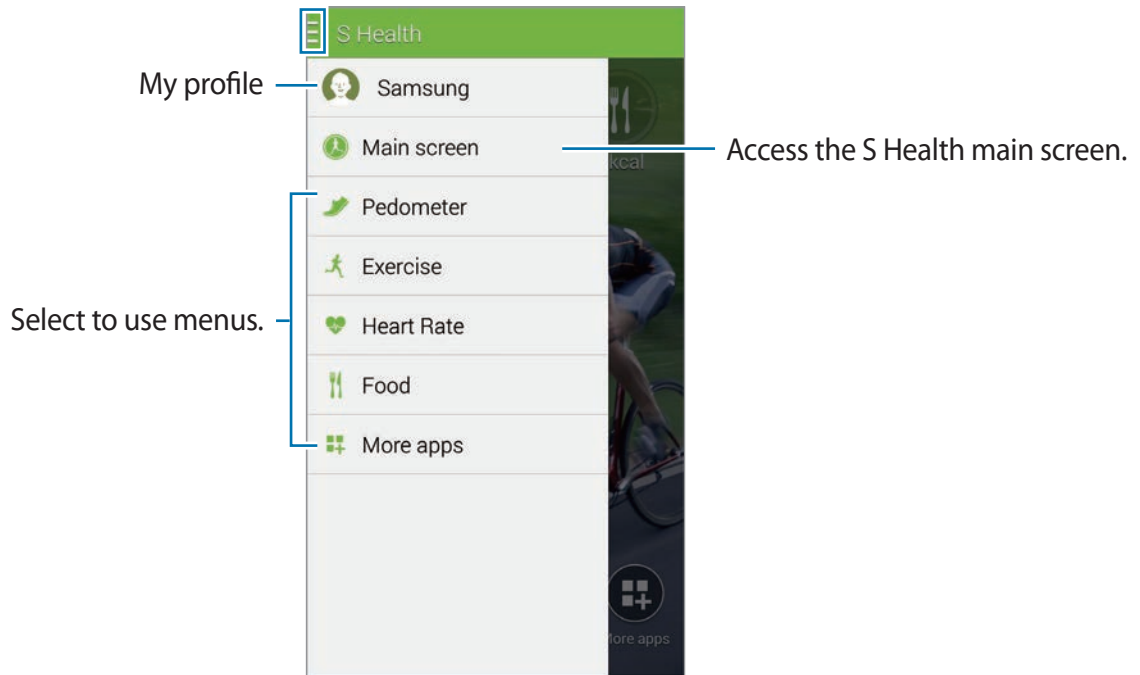 S Health
My profile
Samsung
Main screen
Access the S Health main screen.
kcal
Pedometer
Exercise
Select to use menus.
Heart Rate
Food
More apps
More apps